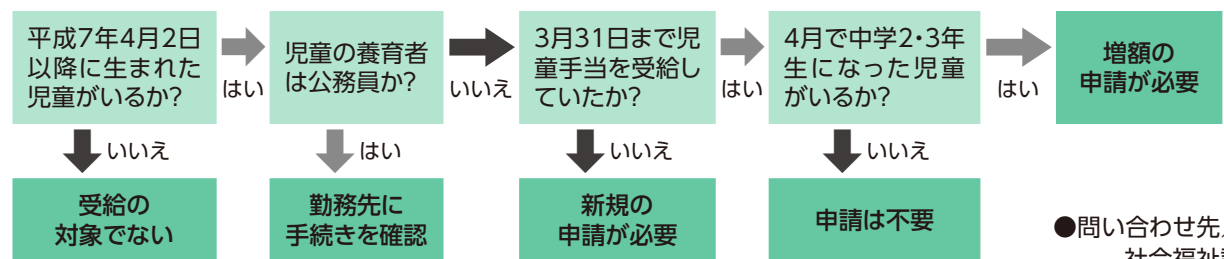 平成7年4月2日
以降に生まれた
児童がいるか?
はい
児童の養育者
は公務員か?
いいえ
3月31日まで児
童手当を受給し
ていたか?
はい
4月で中学2・3年
生になった児童
がいるか?
はい
増額の
申請が必要
いいえ
はい
いいえ
いいえ
受給の
対象でない
勤務先に
手続きを確認
新規の
申請が必要
申請は不要
●問い合わせ先
社会福祉